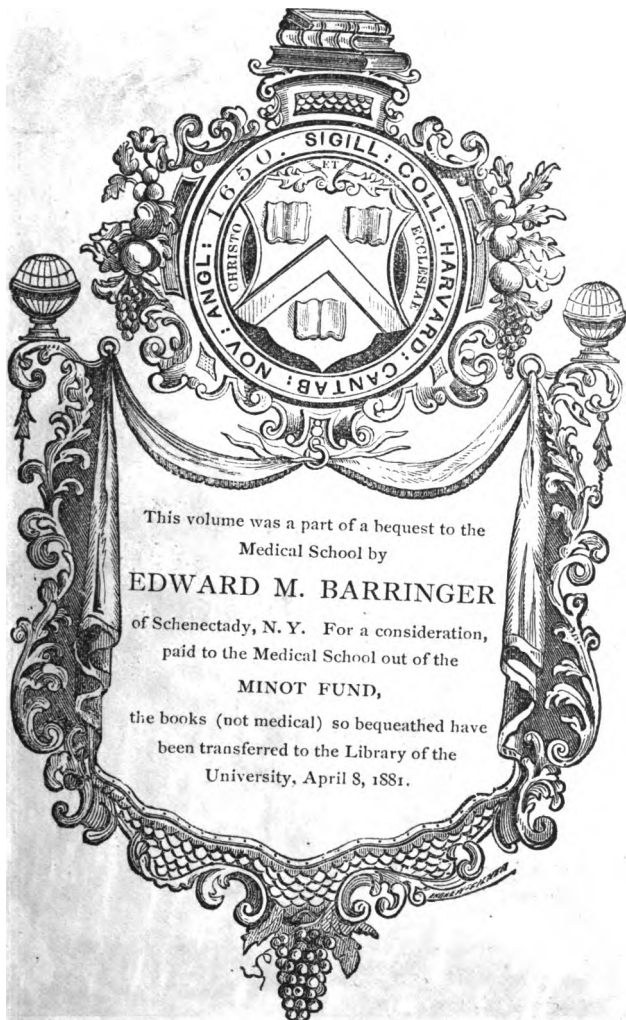 SIGILL: COLL: HARVARD: CANTAB: NOV: ANGL: 1650.
CHRISTO ET ECCLESIAE
This volume was a part of a bequest to the
Medical School by
EDWARD M. BARRINGER
of Schenectady, N. Y. For a consideration,
paid to the Medical School out of the
MINOT FUND,
the books (not medical) so bequeathed have
been transferred to the Library of the
University, April 8, 1881.